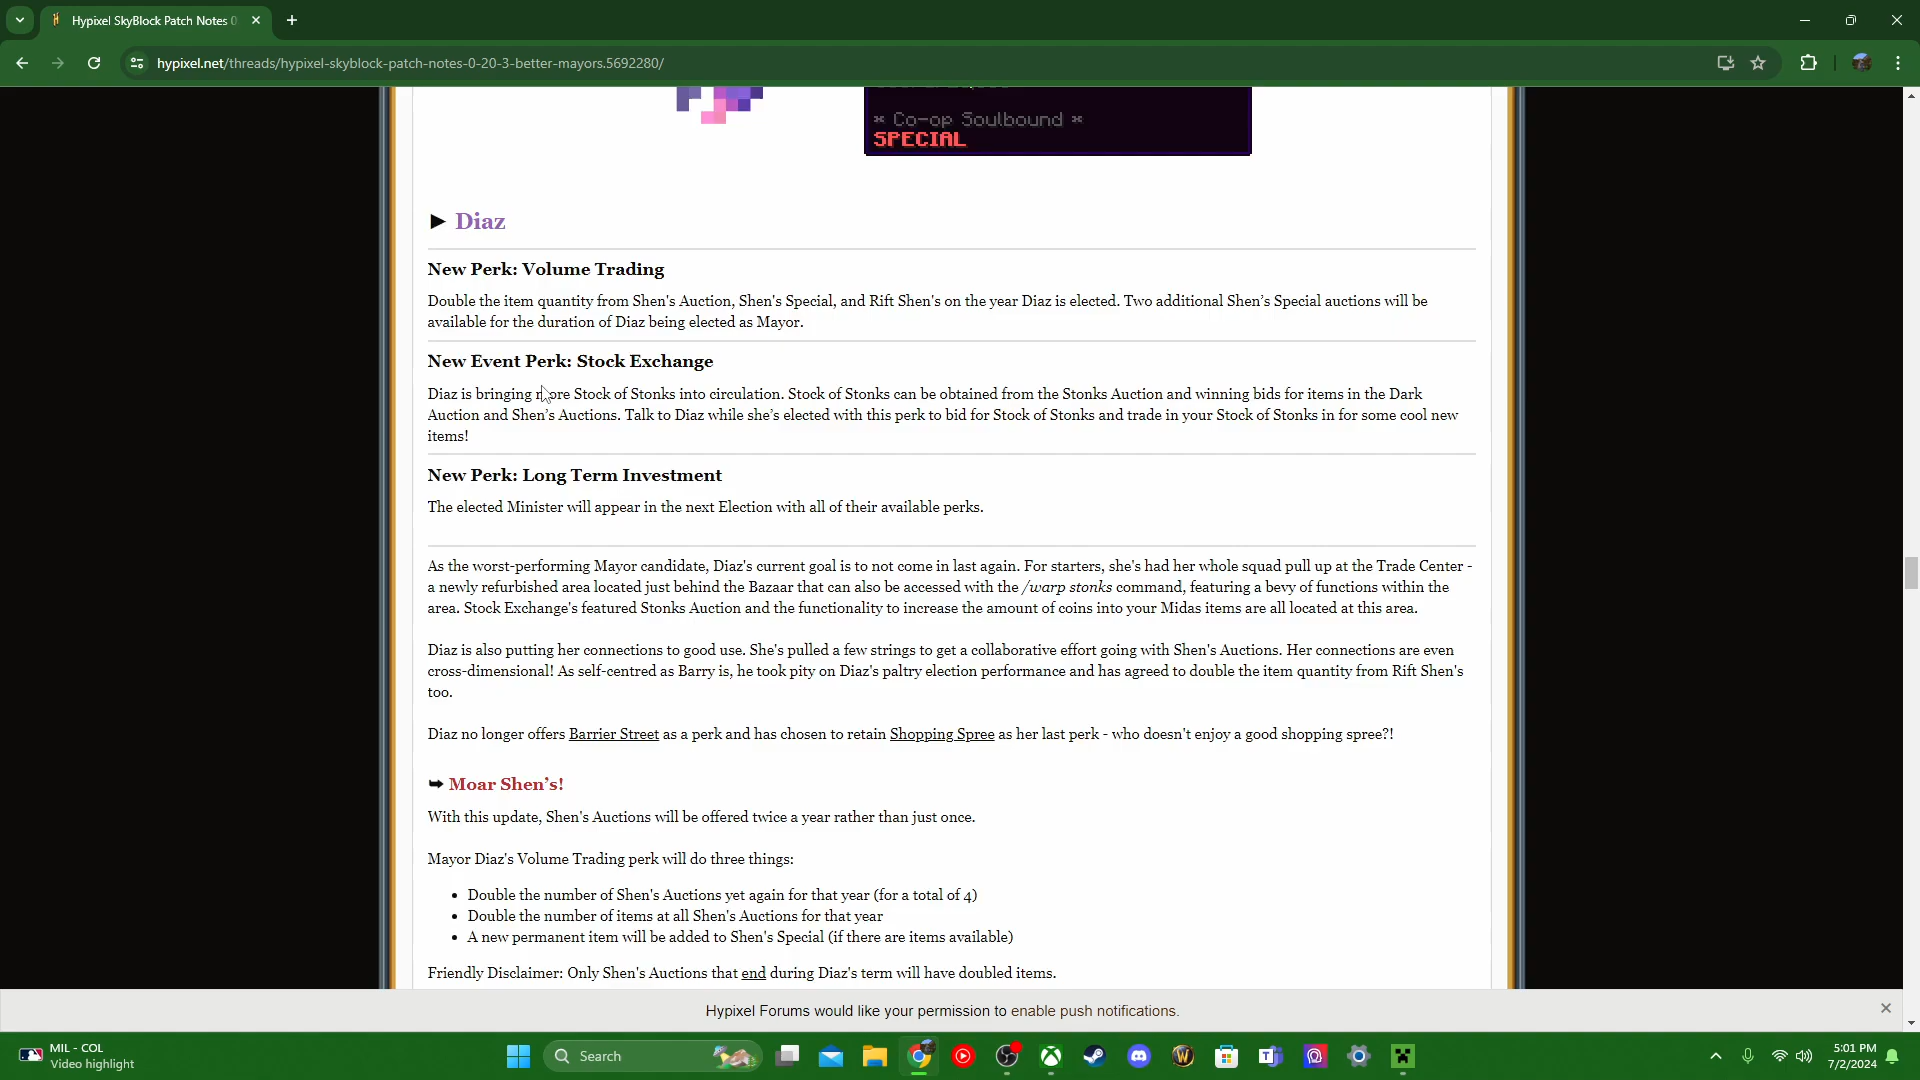 Hypixel SkyBlock Patch Notes 0
hypixel.net/threads/hypixel-skyblock-patch-notes-0-20-3-better-mayors.5692280/
* Co-op Soulbound *
SPECIAL
► Diaz
New Perk: Volume Trading
Double the item quantity from Shen's Auction, Shen's Special, and Rift Shen's on the year Diaz is elected. Two additional Shen’s Special auctions will be
available for the duration of Diaz being elected as Mayor.
New Event Perk: Stock Exchange
Diaz is bringing more Stock of Stonks into circulation. Stock of Stonks can be obtained from the Stonks Auction and winning bids for items in the Dark
Auction and Shen’s Auctions. Talk to Diaz while she’s elected with this perk to bid for Stock of Stonks and trade in your Stock of Stonks in for some cool new
items!
New Perk: Long Term Investment
The elected Minister will appear in the next Election with all of their available perks.
As the worst-performing Mayor candidate, Diaz's current goal is to not come in last again. For starters, she's had her whole squad pull up at the Trade Center -
a newly refurbished area located just behind the Bazaar that can also be accessed with the /warp stonks command, featuring a bevy of functions within the
area. Stock Exchange's featured Stonks Auction and the functionality to increase the amount of coins into your Midas items are all located at this area.
Diaz is also putting her connections to good use. She's pulled a few strings to get a collaborative effort going with Shen's Auctions. Her connections are even
cross-dimensional! As self-centred as Barry is, he took pity on Diaz's paltry election performance and has agreed to double the item quantity from Rift Shen's
too.
Diaz no longer offers Barrier Street as a perk and has chosen to retain Shopping Spree as her last perk - who doesn't enjoy a good shopping spree?!
➥ Moar Shen’s!
With this update, Shen's Auctions will be offered twice a year rather than just once.
Mayor Diaz's Volume Trading perk will do three things:
• Double the number of Shen's Auctions yet again for that year (for a total of 4)
• Double the number of items at all Shen's Auctions for that year
• A new permanent item will be added to Shen's Special (if there are items available)
Friendly Disclaimer: Only Shen's Auctions that end during Diaz's term will have doubled items.
Hypixel Forums would like your permission to enable push notifications.
MIL - COL
Video highlight
Search
5:01 PM
7/2/2024